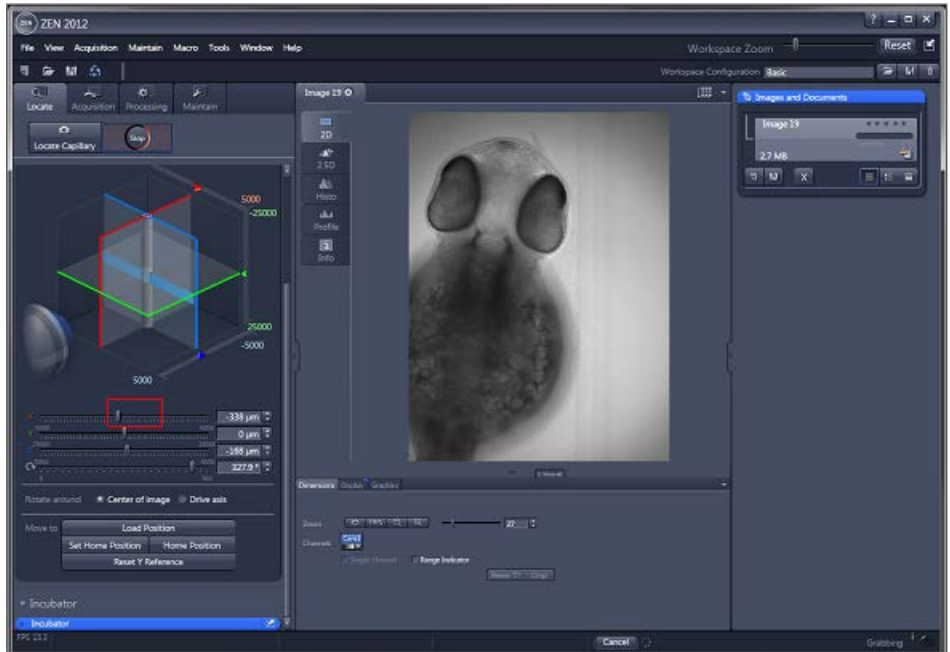 ZEN 2012
File View Acquisition Maintain Macro Tools Window Help
Workspace Zoom Reset
Workspace Configuration Basic
Locate Acquisition Processing Maintain
Image 19
Images and Documents
Locate Capillary Stop
Image 19
2.7 MB
2D
2.5D
Histo
Profile
Info
5000
-25000
25000
-5000
5000
-338 µm
0 µm
-168 µm
327.9 °
Rotate around Center of image Drive axis
Move to Load Position
Set Home Position Home Position
Reset Y Reference
Incubator
Incubator
Dimensions Display Graphics
Zoom 27
Channels Cam1
Single Channel Range Indicator
Crop
Cancel
Grabbing